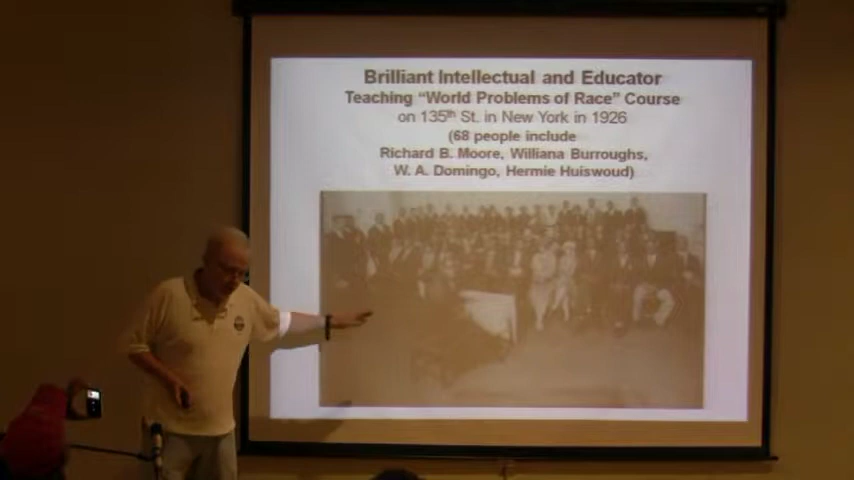 Brilliant Intellectual and Educator
Teaching “World Problems of Race” Course
on 135th St. in New York in 1926
(68 people include
Richard B. Moore, Williana Burroughs,
W. A. Domingo, Hermie Huiswoud)